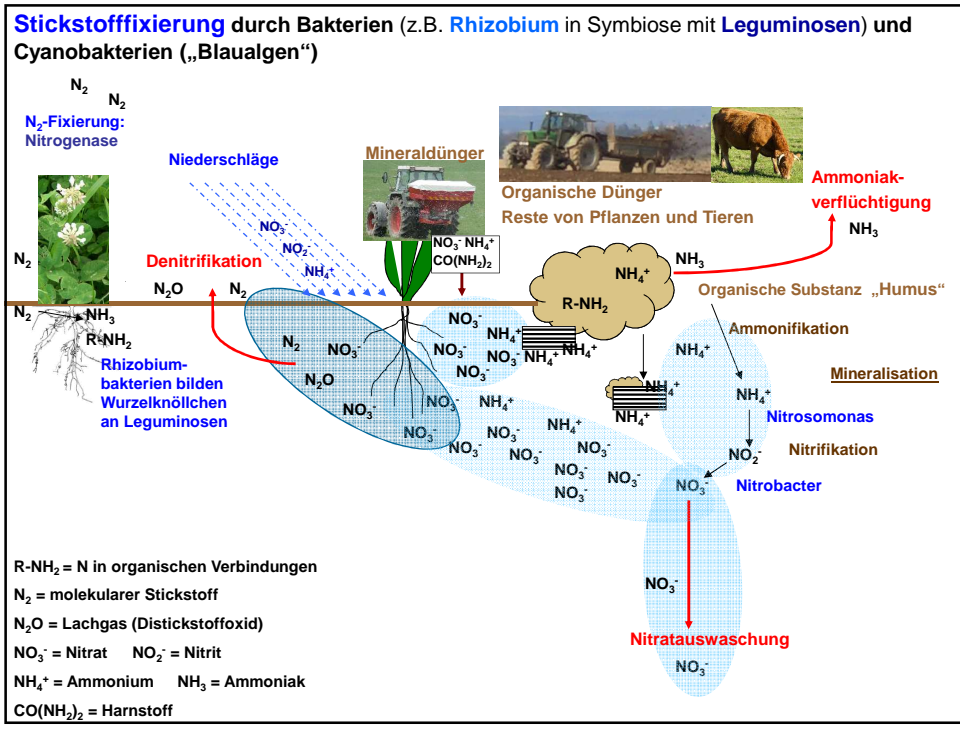 Stickstofffixierung durch Bakterien (z.B. Rhizobium in Symbiose mit Leguminosen) und
Cyanobakterien („Blaualgen“)
N₂
N₂
N₂-Fixierung:
Nitrogenase
Niederschläge
NO₃⁻
NO₂⁻
NH₄⁺
Mineraldünger
NO₃⁻ NH₄⁺
CO(NH₂)₂
Organische Dünger
Reste von Pflanzen und Tieren
Ammoniak-
verflüchtigung
NH₃
NH₃
N₂
Denitrifikation
N₂O
N₂
N₂
NH₃
R-NH₂
Rhizobium-
bakterien bilden
Wurzelknöllchen
an Leguminosen
N₂
N₂O
NO₃⁻
NO₃⁻
NO₃⁻
NO₃⁻
NO₃⁻
NO₃⁻
NO₃⁻
NO₃⁻
NH₄⁺
NH₄⁺
NH₄⁺
NH₄⁺
R-NH₂
Organische Substanz „Humus“
Ammonifikation
NH₄⁺
Mineralisation
NH₄⁺
NH₄⁺
NH₄⁺
Nitrosomonas
NO₂⁻
Nitrifikation
NO₃⁻
Nitrobacter
NH₄⁺
NH₄⁺
NO₃⁻
NO₃⁻
NO₃⁻
NO₃⁻
NO₃⁻
NO₃⁻
NO₃⁻
NO₃⁻
NO₃⁻
Nitratauswaschung
NO₃⁻
R-NH₂ = N in organischen Verbindungen
N₂ = molekularer Stickstoff
N₂O = Lachgas (Distickstoffoxid)
NO₃⁻ = Nitrat NO₂⁻ = Nitrit
NH₄⁺ = Ammonium NH₃ = Ammoniak
CO(NH₂)₂ = Harnstoff